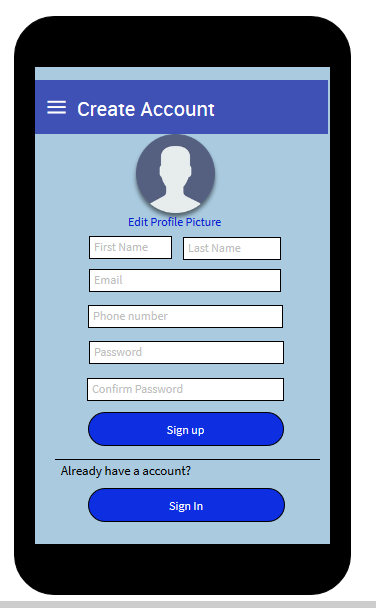 Create Account
Edit Profile Picture
First Name Last Name
Email
Phone number
Password
Confirm Password
Sign up
Already have a account?
Sign In